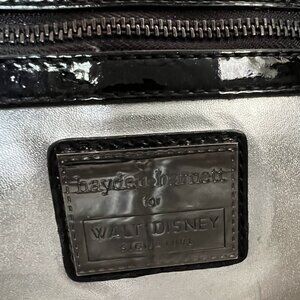 hayden harnett
for
WALT DISNEY
SIGNATURE